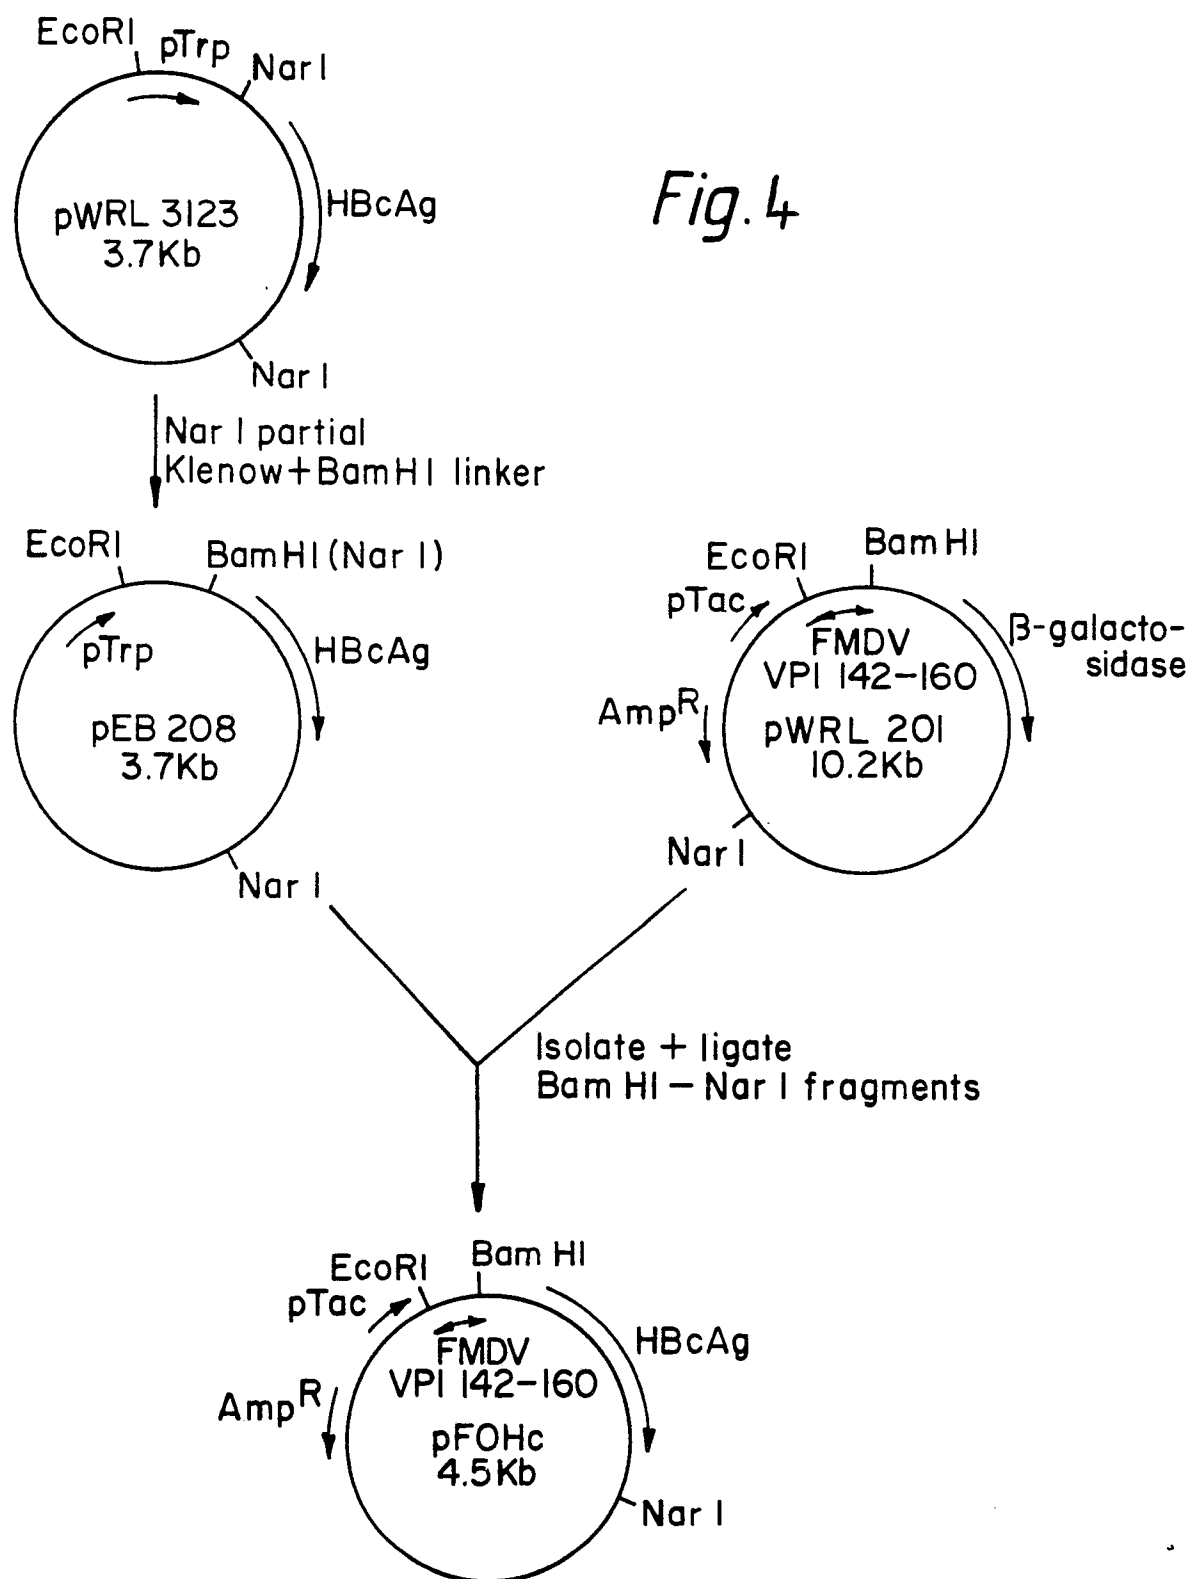 EcoRI
pTrp
Nar I
HBcAg
pWRL 3123
3.7Kb
Nar I
Fig. 4
Nar I partial
Klenow+BamHI linker
EcoRI
BamHI (Nar I)
pTrp
HBcAg
pEB 208
3.7Kb
Nar I
EcoRI
Bam HI
pTac
FMDV
VPI 142-160
β-galacto-
sidase
Amp^R
pWRL 201
10.2Kb
Nar I
Isolate + ligate
Bam HI - Nar I fragments
EcoRI
Bam HI
pTac
FMDV
VPI 142-160
HBcAg
Amp^R
pFOHc
4.5Kb
Nar I